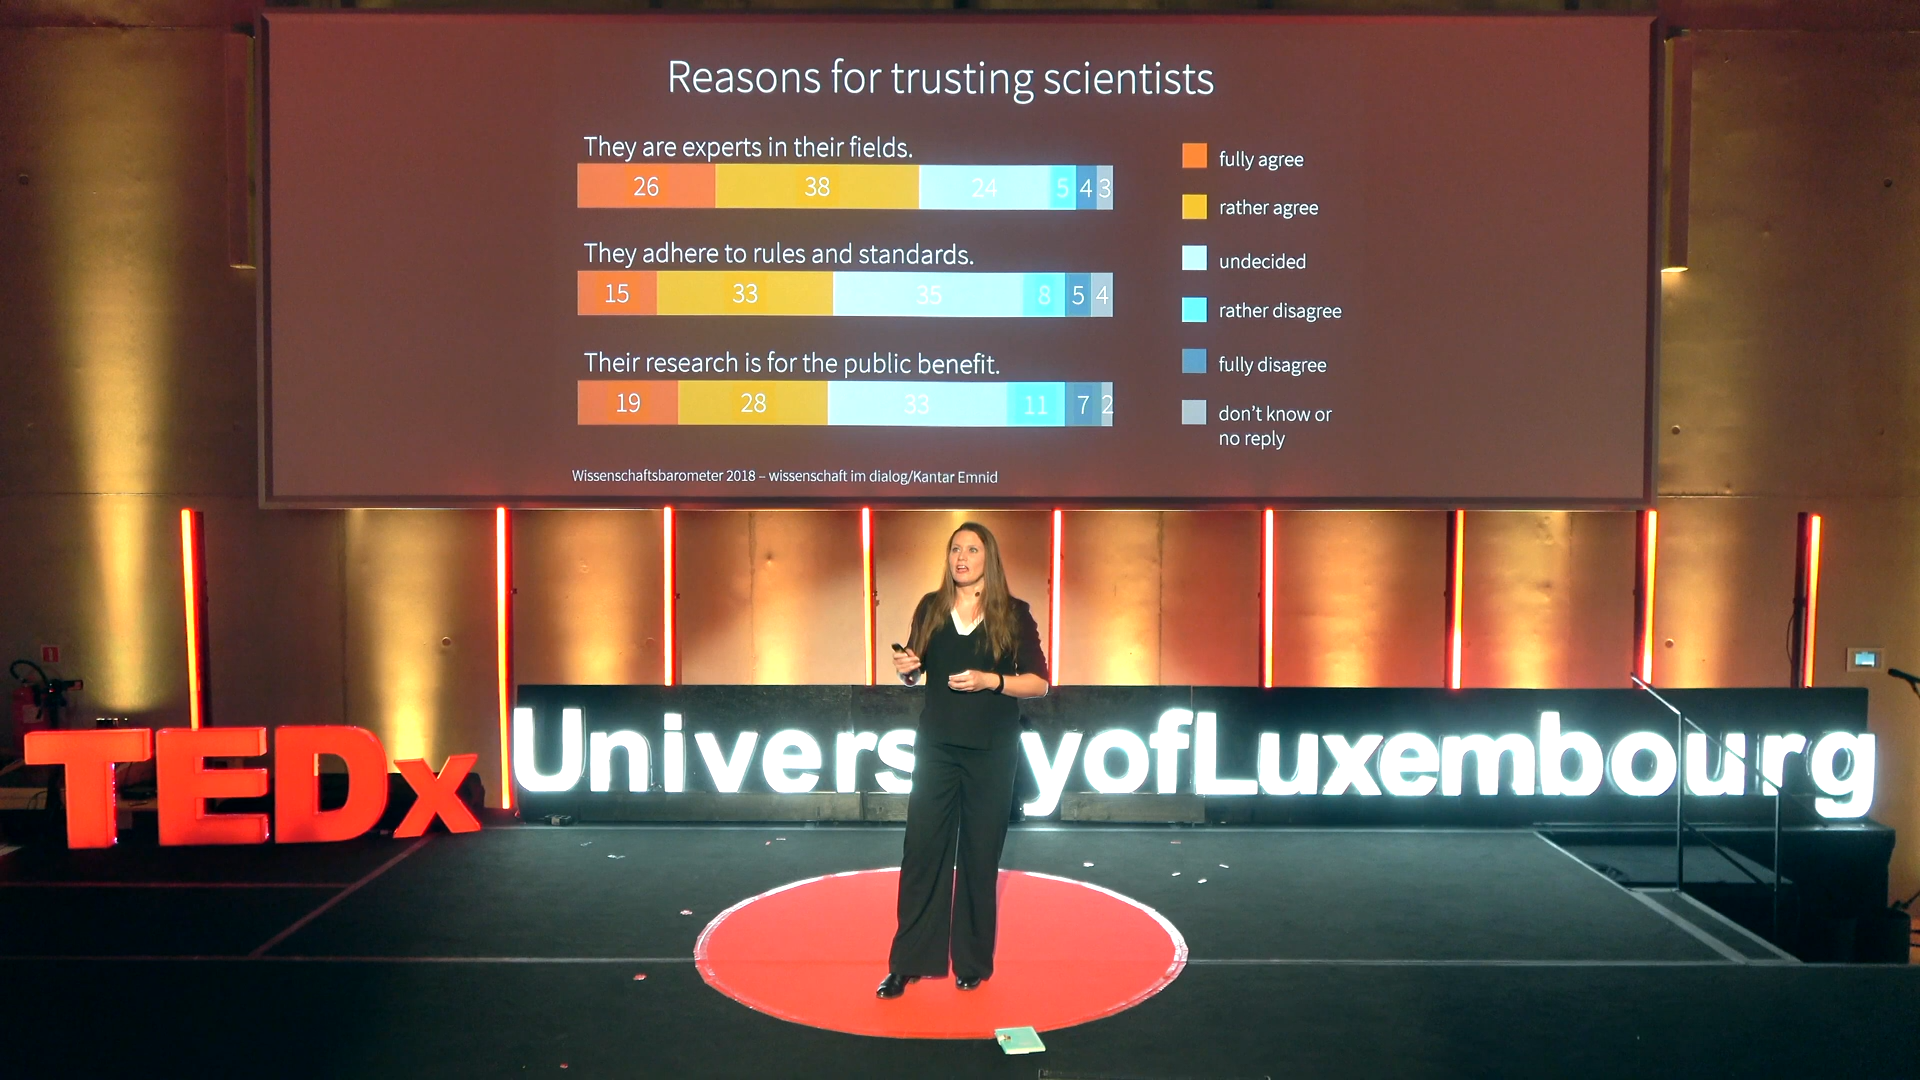 Reasons for trusting scientists
They are experts in their fields.
26 38 24 5 4 3
They adhere to rules and standards.
15 33 35 8 5 4
Their research is for the public benefit.
19 28 33 11 7 2
Wissenschaftsbarometer 2018 – wissenschaft im dialog/Kantar Emnid
fully agree
rather agree
undecided
rather disagree
fully disagree
don't know or
no reply
TEDx Univers yofLuxembourg